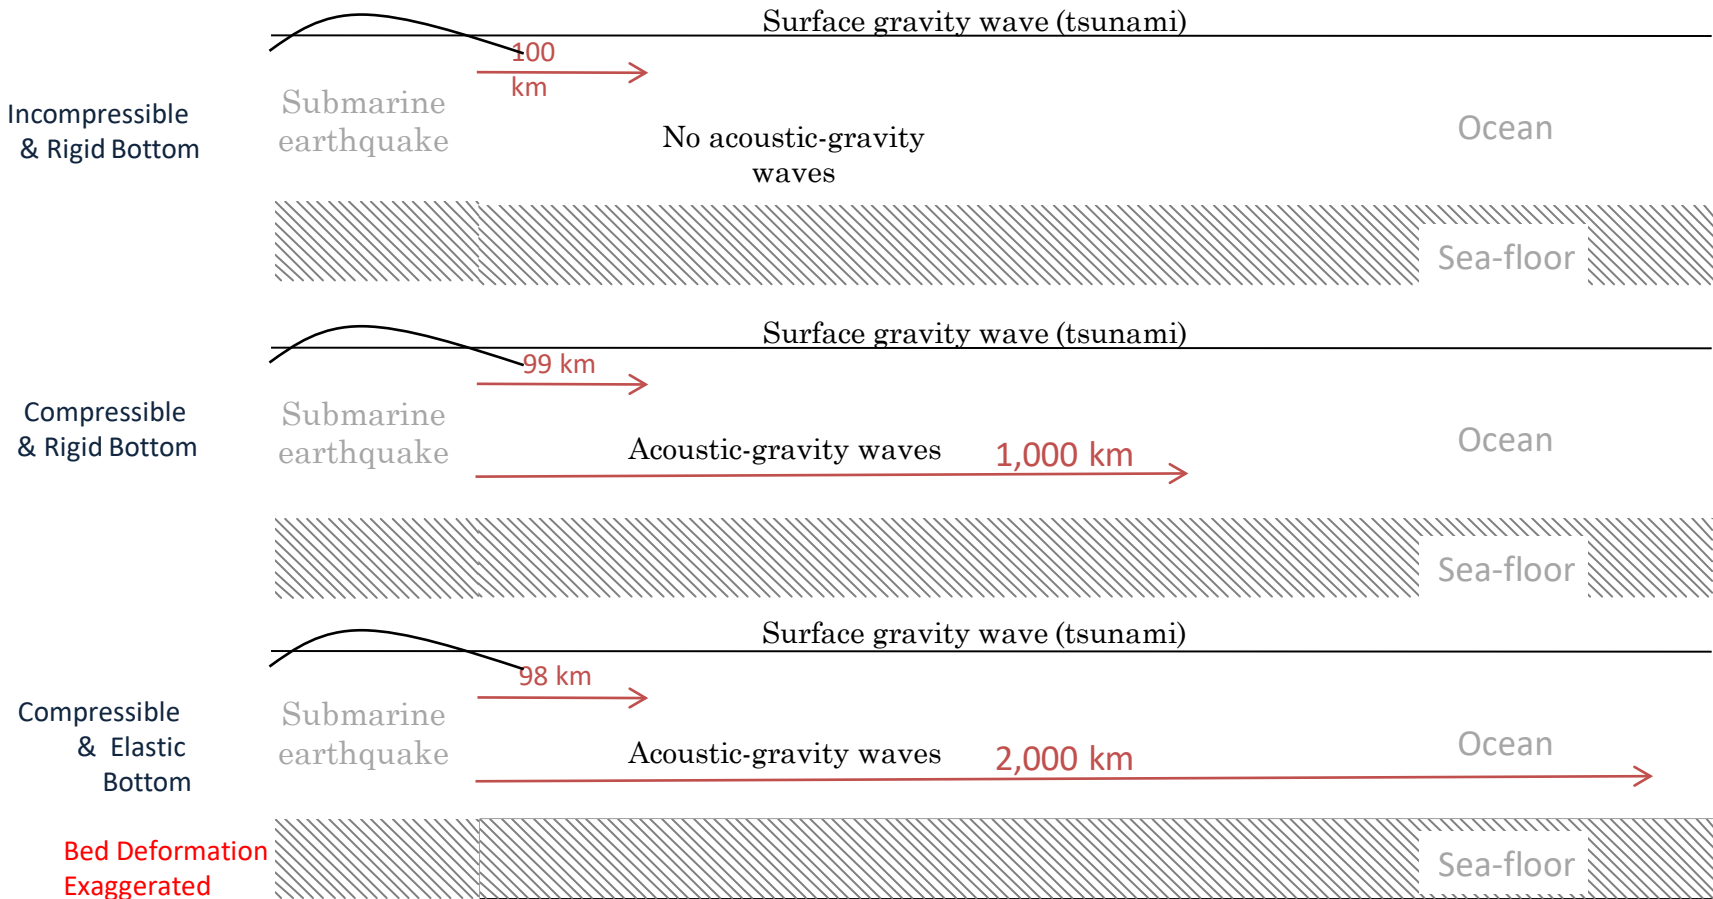 Surface gravity wave (tsunami)
100
km
Incompressible
& Rigid Bottom
Submarine
earthquake
No acoustic-gravity
waves
Ocean
Sea-floor
Surface gravity wave (tsunami)
99 km
Compressible
& Rigid Bottom
Submarine
earthquake
Acoustic-gravity waves 1,000 km
Ocean
Sea-floor
Surface gravity wave (tsunami)
98 km
Compressible
& Elastic
Bottom
Submarine
earthquake
Acoustic-gravity waves 2,000 km
Ocean
Bed Deformation
Exaggerated
Sea-floor